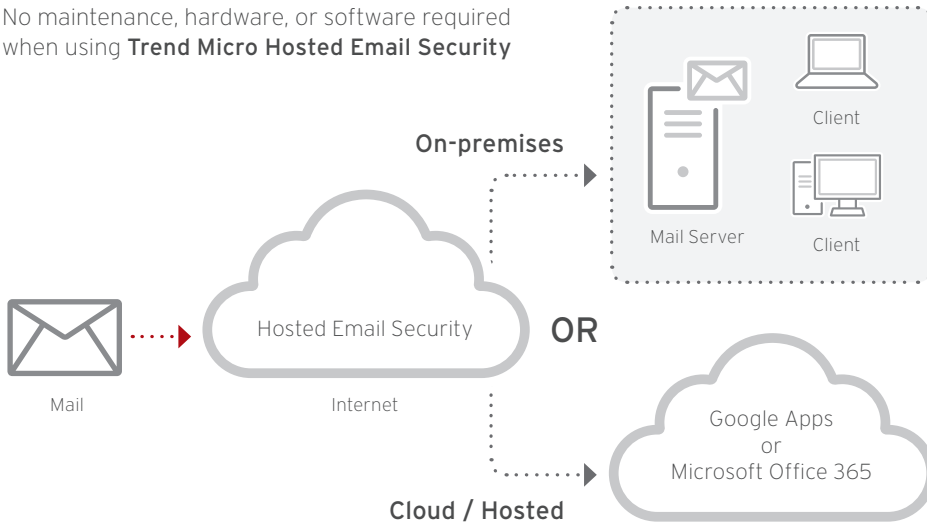 No maintenance, hardware, or software required
when using Trend Micro Hosted Email Security
On-premises
Mail Server
Client
Client
Mail
Hosted Email Security
Internet
OR
Google Apps
or
Microsoft Office 365
Cloud / Hosted